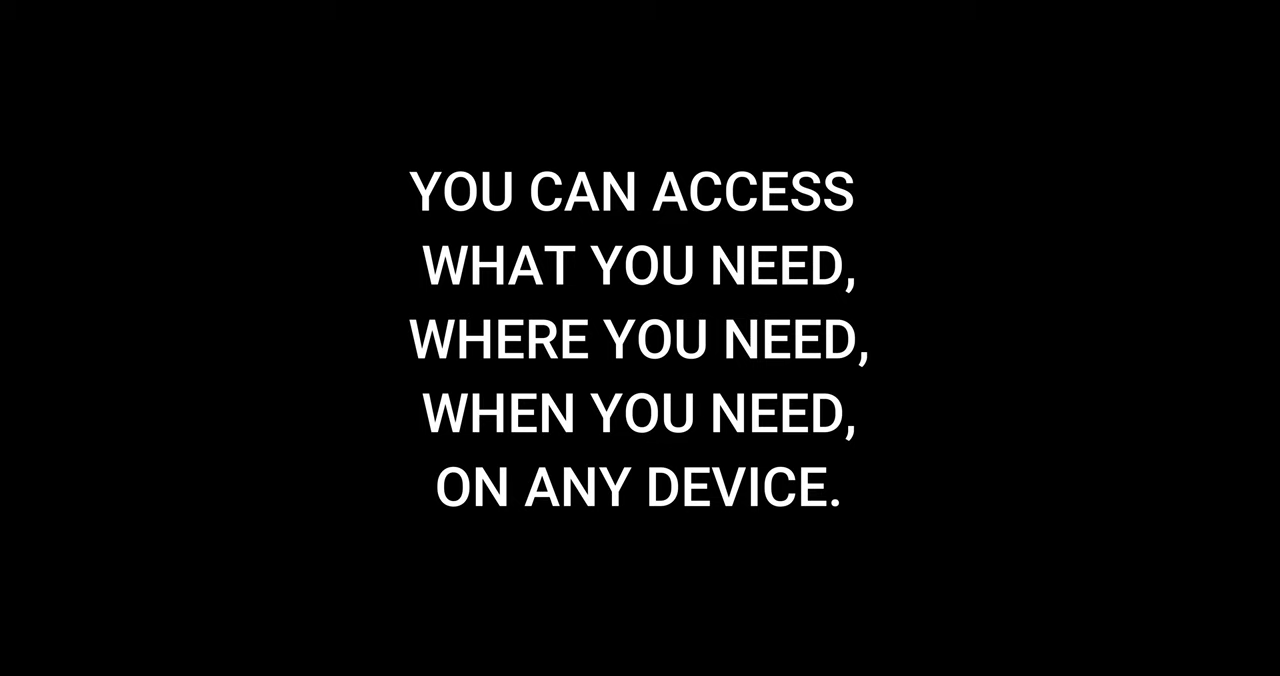 YOU CAN ACCESS
WHAT YOU NEED,
WHERE YOU NEED,
WHEN YOU NEED,
ON ANY DEVICE.